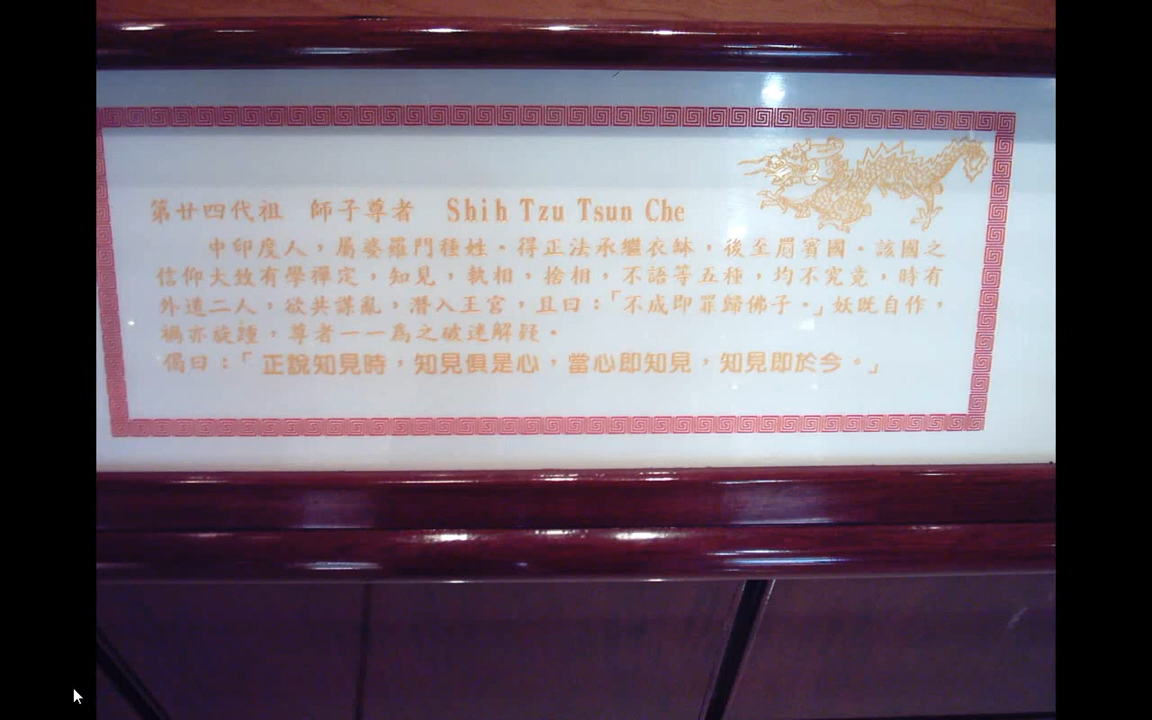 第廿四代祖　師子尊者　Shih Tzu Tsun Che
中印度人，屬婆羅門種姓。得正法承繼衣缽，後至罽賓國。該國之
信仰大致有學禪定，知見，執相，捨相，不語等五種，均不究竟，時有
外道二人，欲共謀亂，潛入王宮，且曰：「不成即罪歸佛子。」妖既自作，
禍亦旋踵，尊者一一為之破迷解疑。
偈曰：「正說知見時，知見俱是心，當心即知見，知見即於今。」